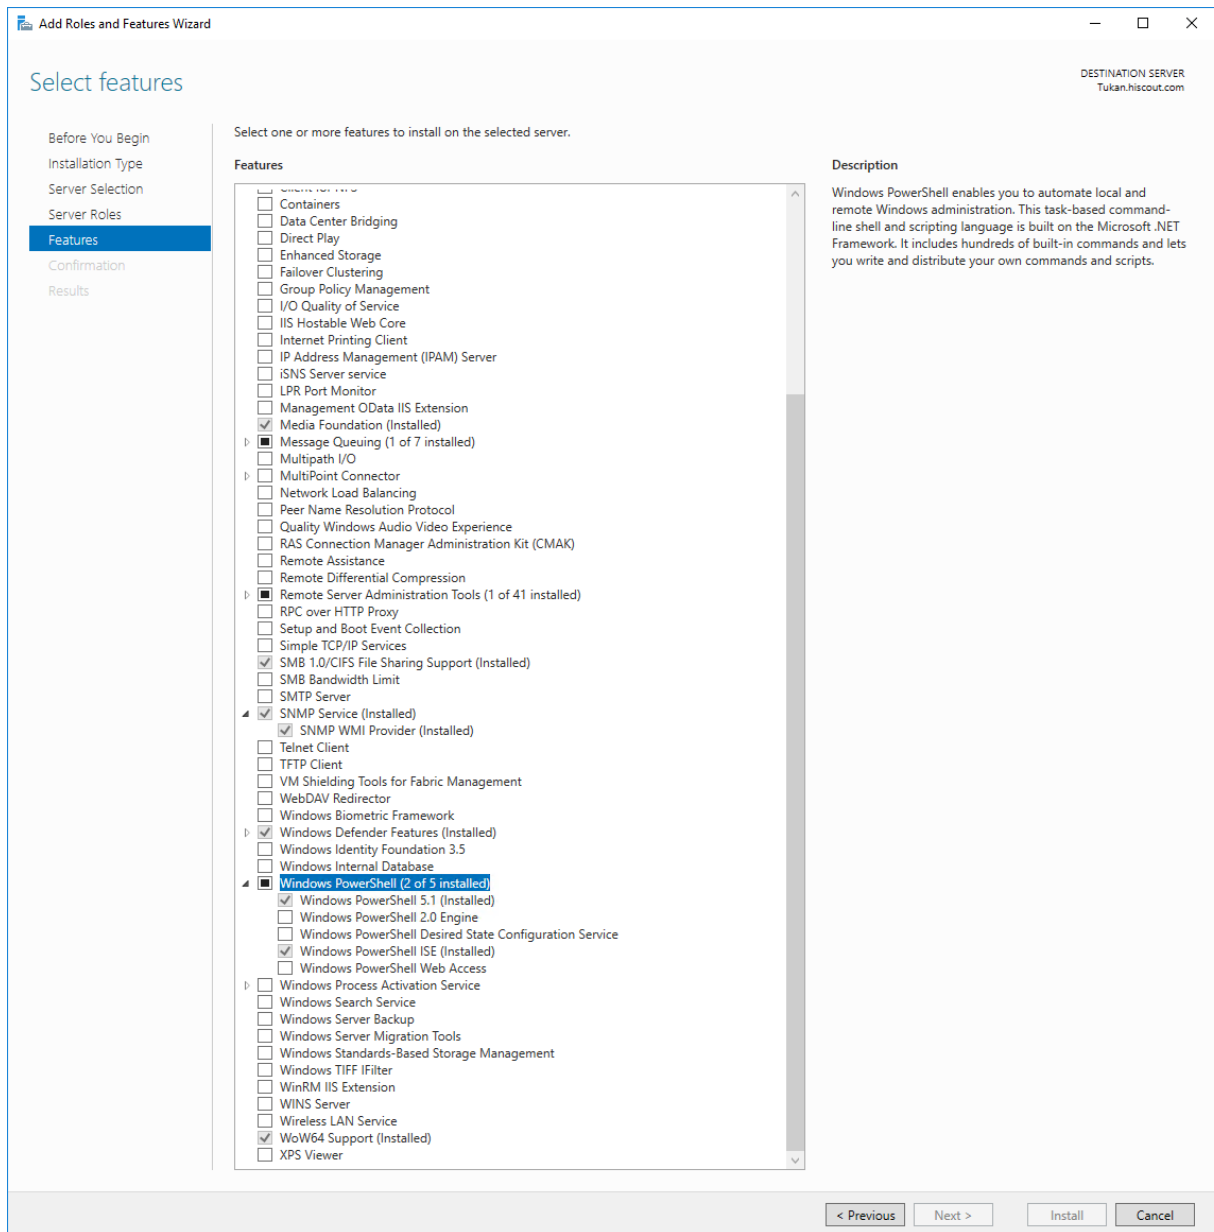 Add Roles and Features Wizard
Select features
DESTINATION SERVER
Tukan.hiscout.com
Before You Begin
Installation Type
Server Selection
Server Roles
Features
Confirmation
Results
Select one or more features to install on the selected server.
Features
Client for NFS
Containers
Data Center Bridging
Direct Play
Enhanced Storage
Failover Clustering
Group Policy Management
I/O Quality of Service
IIS Hostable Web Core
Internet Printing Client
IP Address Management (IPAM) Server
iSNS Server service
LPR Port Monitor
Management OData IIS Extension
Media Foundation (Installed)
Message Queuing (1 of 7 installed)
Multipath I/O
MultiPoint Connector
Network Load Balancing
Peer Name Resolution Protocol
Quality Windows Audio Video Experience
RAS Connection Manager Administration Kit (CMAK)
Remote Assistance
Remote Differential Compression
Remote Server Administration Tools (1 of 41 installed)
RPC over HTTP Proxy
Setup and Boot Event Collection
Simple TCP/IP Services
SMB 1.0/CIFS File Sharing Support (Installed)
SMB Bandwidth Limit
SMTP Server
SNMP Service (Installed)
SNMP WMI Provider (Installed)
Telnet Client
TFTP Client
VM Shielding Tools for Fabric Management
WebDAV Redirector
Windows Biometric Framework
Windows Defender Features (Installed)
Windows Identity Foundation 3.5
Windows Internal Database
Windows PowerShell (2 of 5 installed)
Windows PowerShell 5.1 (Installed)
Windows PowerShell 2.0 Engine
Windows PowerShell Desired State Configuration Service
Windows PowerShell ISE (Installed)
Windows PowerShell Web Access
Windows Process Activation Service
Windows Search Service
Windows Server Backup
Windows Server Migration Tools
Windows Standards-Based Storage Management
Windows TIFF IFilter
WinRM IIS Extension
WINS Server
Wireless LAN Service
WoW64 Support (Installed)
XPS Viewer
Description
Windows PowerShell enables you to automate local and
remote Windows administration. This task-based command-
line shell and scripting language is built on the Microsoft .NET
Framework. It includes hundreds of built-in commands and lets
you write and distribute your own commands and scripts.
< Previous
Next >
Install
Cancel